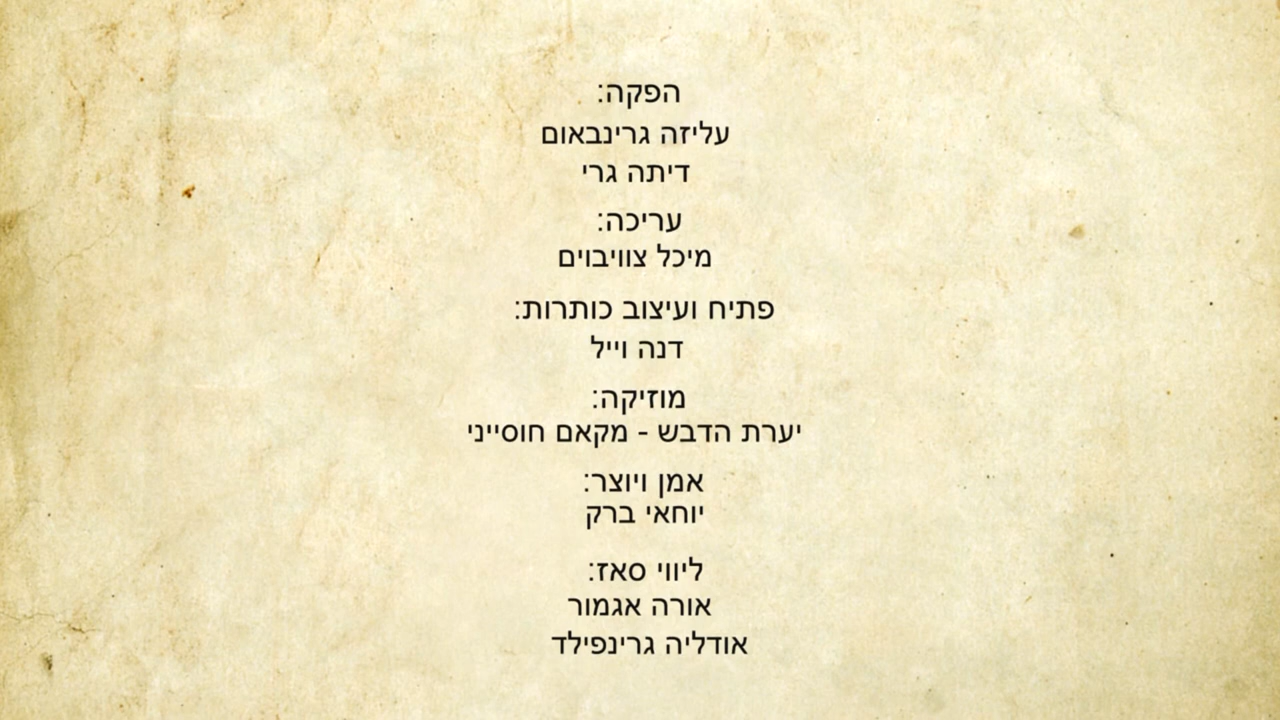 הפקה:
עליזה גרינבאום
דיתה גרי
עריכה:
מיכל צוויבוים
פתיח ועיצוב כותרות:
דנה וייל
מוזיקה:
יערת הדבש - מקאם חוסייני
אמן ויוצר:
יוחאי ברק
ליווי סאז:
אורה אגמור
אודליה גרינפילד